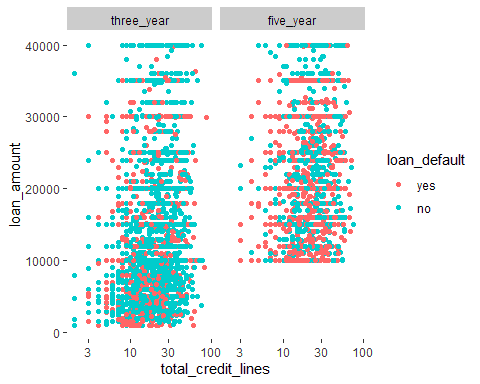 three_year five_year
40000
30000
20000
10000
0
loan_amount
3 10 30 100 3 10 30 100
total_credit_lines
loan_default
yes
no